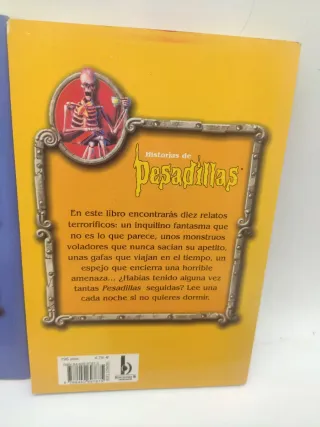 Historias de
Pesadillas
En este libro encontrarás diez relatos
terroríficos: un inquilino fantasma que
no es lo que parece, unos monstruos
voladores que nunca sacian su apetito,
unas gafas que viajan en el tiempo, un
espejo que encierra una horrible
amenaza... ¿Habías tenido alguna vez
tantas Pesadillas seguidas? Lee una
cada noche si no quieres dormir.